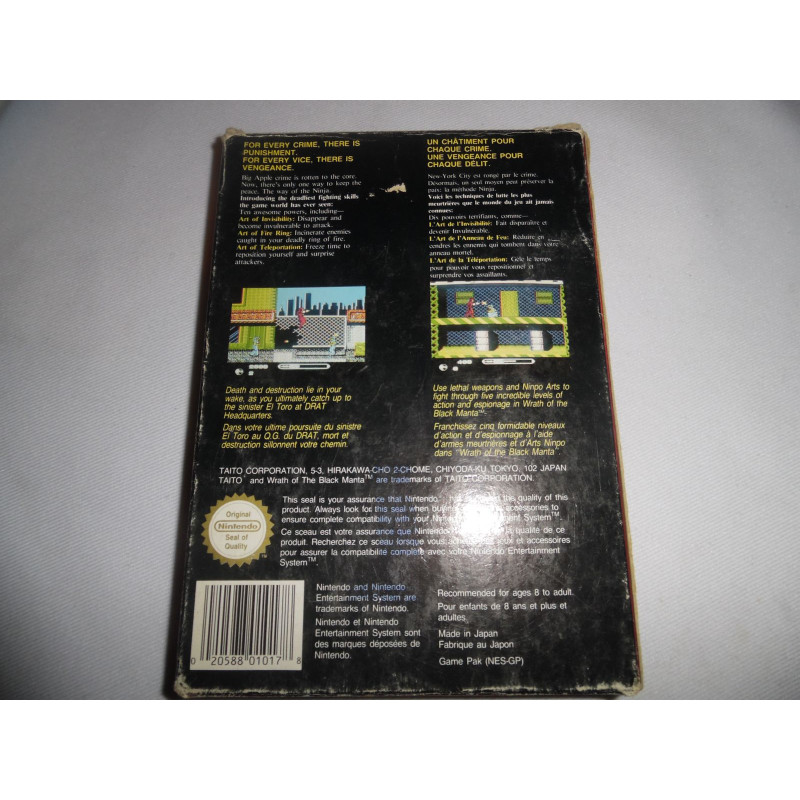 FOR EVERY CRIME, THERE IS
PUNISHMENT.
FOR EVERY VICE, THERE IS
VENGEANCE.
Big Apple crime is rotten to the core.
Now, there's only one way to keep the
peace. The way of the Ninja.
Introducing the deadliest fighting skills
the game world has ever seen:
Ten awesome powers, including—
Art of Invisibility: Disappear and
become invulnerable to attack.
Art of Fire Ring: Incinerate enemies
caught in your deadly ring of fire.
Art of Teleportation: Freeze time to
reposition yourself and surprise
attackers.
UN CHÂTIMENT POUR
CHAQUE CRIME.
UNE VENGEANCE POUR
CHAQUE DÉLIT.
New-York City est rongé par le crime.
Désormais, un seul moyen peut préserver la
paix: la méthode Ninja.
Voici les techniques de lutte les plus
meurtrières que le monde du jeu ait jamais
connues:
Dix pouvoirs terrifiants, comme—
L'Art de l'Invisibilité: Fait disparaître et
devenir Invulnérable.
L'Art de l'Anneau de Feu: Réduire en
cendres les ennemis qui tombent dans votre
anneau mortel.
L'Art de la Téléportation: Gèle le temps
pour pouvoir vous repositionnel et
surprendre vos assaillants.
Death and destruction lie in your
wake, as you ultimately catch up to
the sinister El Toro at DRAT
Headquarters.
Dans votre ultime poursuite du sinistre
El Toro au Q.G. du DRAT, mort et
destruction sillonnent votre chemin.
Use lethal weapons and Ninpo Arts to
fight through five incredible levels of
action and espionage in Wrath of the
Black Manta™.
Franchissez cinq formidable niveaux
d'action et d'espionnage à l'aide
d'armes meurtrières et d'Arts Ninpo
dans "Wrath of the Black Manta".
TAITO CORPORATION, 5-3, HIRAKAWA-CHO 2-CHOME, CHIYODA-KU TOKYO, 102 JAPAN
TAITO and Wrath of The Black Manta™ are trademarks of TAITO CORPORATION.
Original
Nintendo
Seal of
Quality
This seal is your assurance that Nintendo the quality of this
product. Always look for this seal when buying accessories to
ensure complete compatibility with your Entertainment System™.
Ce sceau est votre assurance que Nintendo la qualité de ce
produit. Recherchez ce sceau lorsque vous jeux et accessoires
pour assurer la compatibilité complète avec votre Nintendo Entertainment
System™.
0 20588 01017 8
Nintendo and Nintendo
Entertainment System are
trademarks of Nintendo.
Nintendo et Nintendo
Entertainment System sont
des marques déposées de
Nintendo.
Recommended for ages 8 to adult.
Pour enfants de 8 ans et plus et
adultes
Made in Japan
Fabrique au Japon
Game Pak (NES-GP)